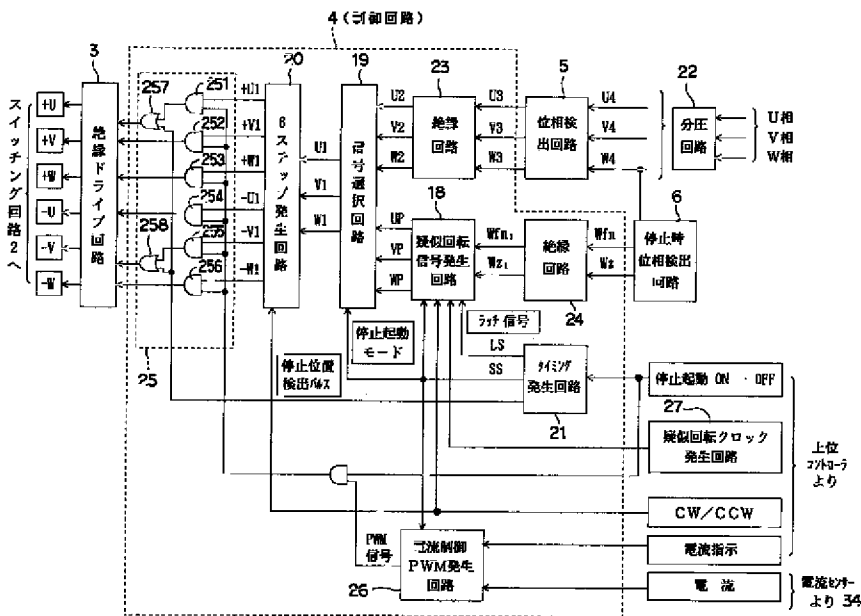 4(制御回路)
3
257
251
20
19
23
5
22
+U
+V
+W
-U
-V
-W
スイッチング回路2へ
絶縁ドライブ回路
252
253
254
255
256
258
25
+U1
+V1
+W1
-U1
-V1
-W1
6ステップ発生回路
U1
V1
W1
信号選択回路
U2
V2
W2
絶縁
回路
U3
V3
W3
位相検
出回路
U4
V4
W4
分圧
回路
U相
V相
W相
18
UP
VP
WP
疑似回転
信号発生
回路
Wfn₁
Wz₁
絶縁
回路
24
Wfn
Wz
6
停止時
位相検出
回路
ラッチ信号
停止起動
モード
停止位置
検出パルス
LS
SS
タイミング
発生回路
21
停止起動 ON・OFF
27
疑似回転クロック
発生回路
上位
コントローラ
より
CW/CCW
PWM
信号
電流制御
PWM発生
回路
26
電流指示
電 流
電流センサー
より 34